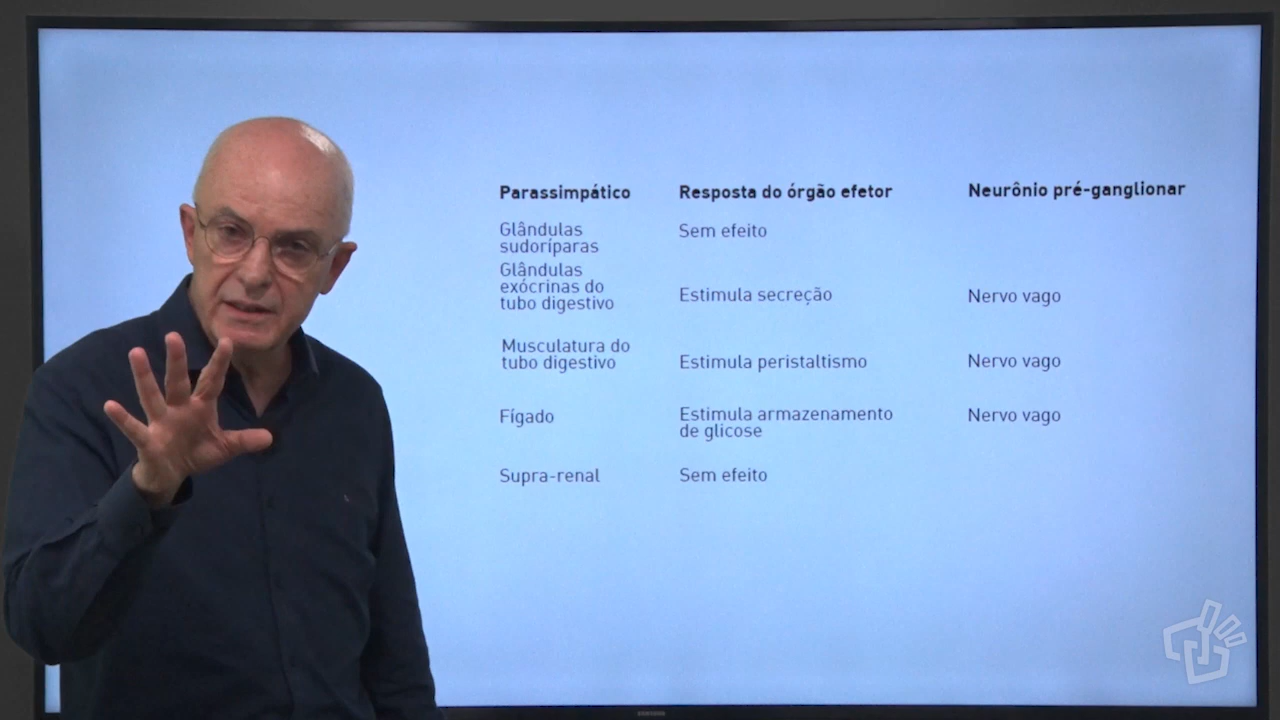 Parassimpático Resposta do órgão efetor Neurônio pré-ganglionar
Glândulas
sudoríparas
Sem efeito
Glândulas
exócrinas do
tubo digestivo
Estimula secreção
Nervo vago
Musculatura do
tubo digestivo
Estimula peristaltismo
Nervo vago
Fígado
Estimula armazenamento
de glicose
Nervo vago
Supra-renal
Sem efeito
SAMSUNG